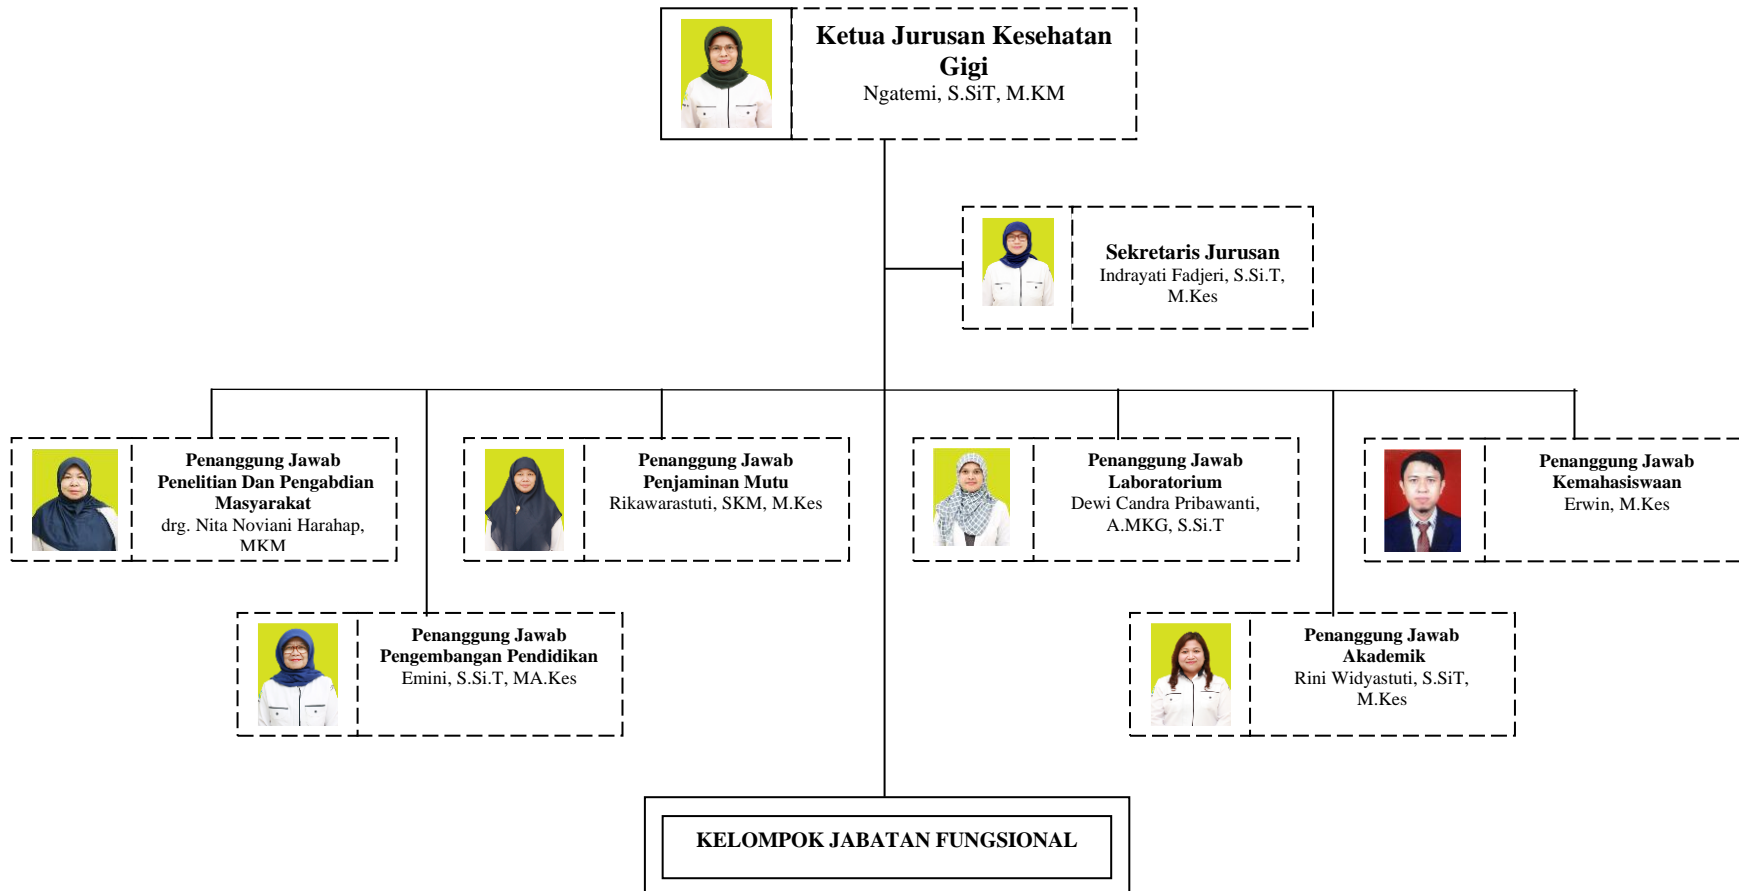 Ketua Jurusan Kesehatan
Gigi
Ngatemi, S.SiT, M.KM
Sekretaris Jurusan
Indrayati Fadjeri, S.Si.T,
M.Kes
Penanggung Jawab
Penelitian Dan Pengabdian
Masyarakat
drg. Nita Noviani Harahap,
MKM
Penanggung Jawab
Penjaminan Mutu
Rikawarastuti, SKM, M.Kes
Penanggung Jawab
Laboratorium
Dewi Candra Pribawanti,
A.MKG, S.Si.T
Penanggung Jawab
Kemahasiswaan
Erwin, M.Kes
Penanggung Jawab
Pengembangan Pendidikan
Emini, S.Si.T, MA.Kes
Penanggung Jawab
Akademik
Rini Widyastuti, S.SiT,
M.Kes
KELOMPOK JABATAN FUNGSIONAL